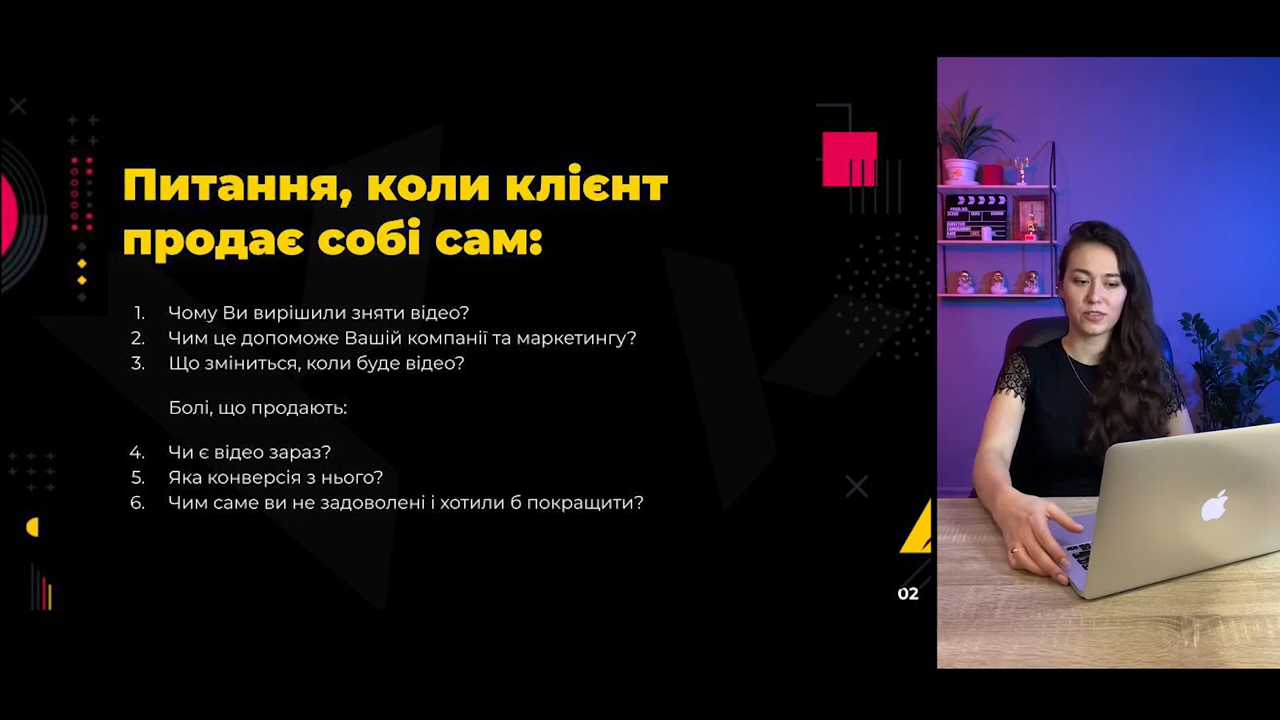 Питання, коли клієнт
продає собі сам:
1. Чому Ви вирішили зняти відео?
2. Чим це допоможе Вашій компанії та маркетингу?
3. Що зміниться, коли буде відео?
Болі, що продають:
4. Чи є відео зараз?
5. Яка конверсія з нього?
6. Чим саме ви не задоволені і хотили б покращити?
02